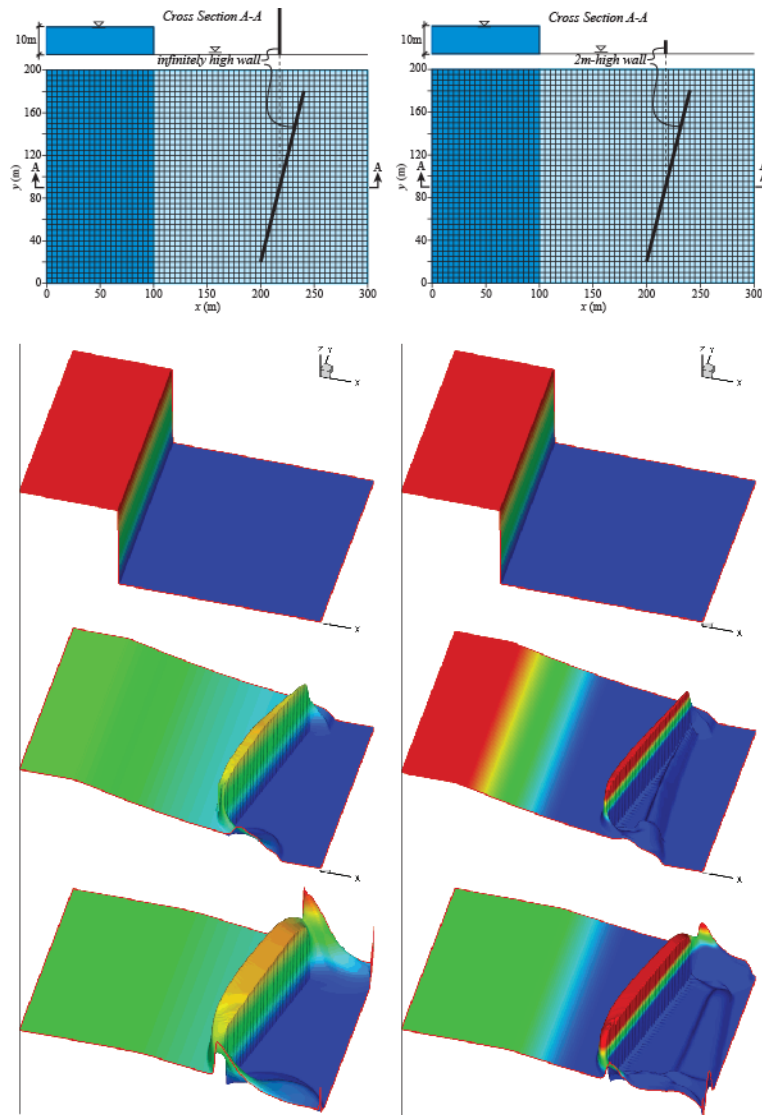 Cross Section A-A
10m
infinitely high wall
200
160
120
80
40
0
y (m)
A
A
0 50 100 150 200 250 300
x (m)
Cross Section A-A
10m
2m-high wall
200
160
120
80
40
0
y (m)
A
A
0 50 100 150 200 250 300
x (m)
Z Y
X
Z Y
X
X
X
X
X